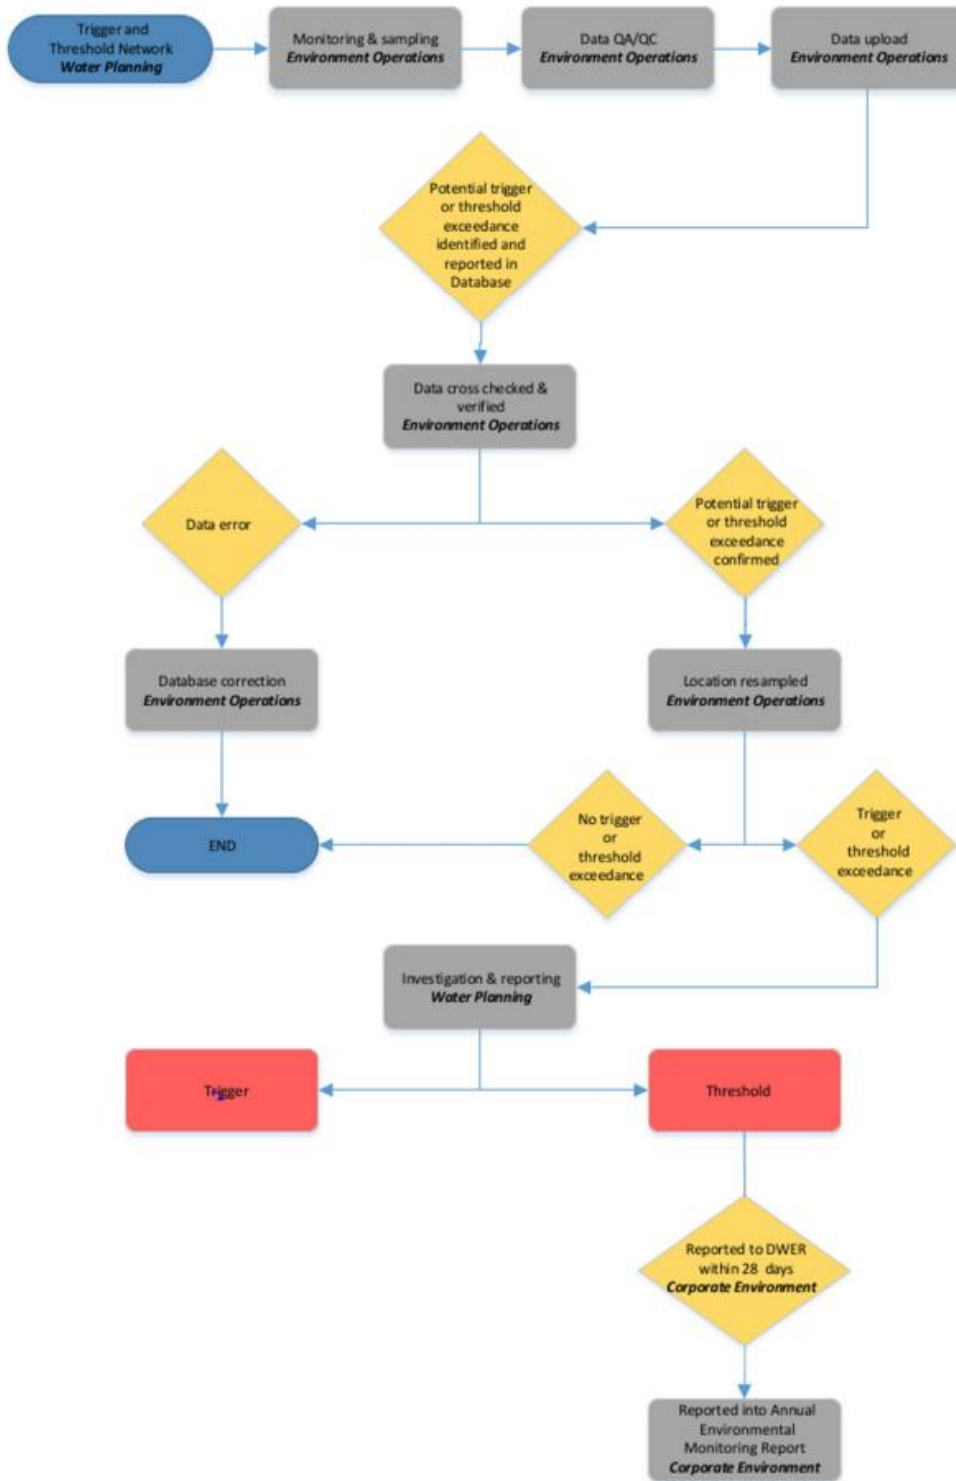 Trigger and
Threshold Network
Water Planning
Monitoring & sampling
Environment Operations
Data QA/QC
Environment Operations
Data upload
Environment Operations
Potential trigger
or threshold
exceedance
identified and
reported in
Database
Data cross checked &
verified
Environment Operations
Data error
Potential trigger
or threshold
exceedance
confirmed
Database correction
Environment Operations
Location resampled
Environment Operations
END
No trigger
or
threshold
exceedance
Trigger
or
threshold
exceedance
Investigation & reporting
Water Planning
Trigger
Threshold
Reported to DWER
within 28 days
Corporate Environment
Reported into Annual
Environmental
Monitoring Report
Corporate Environment